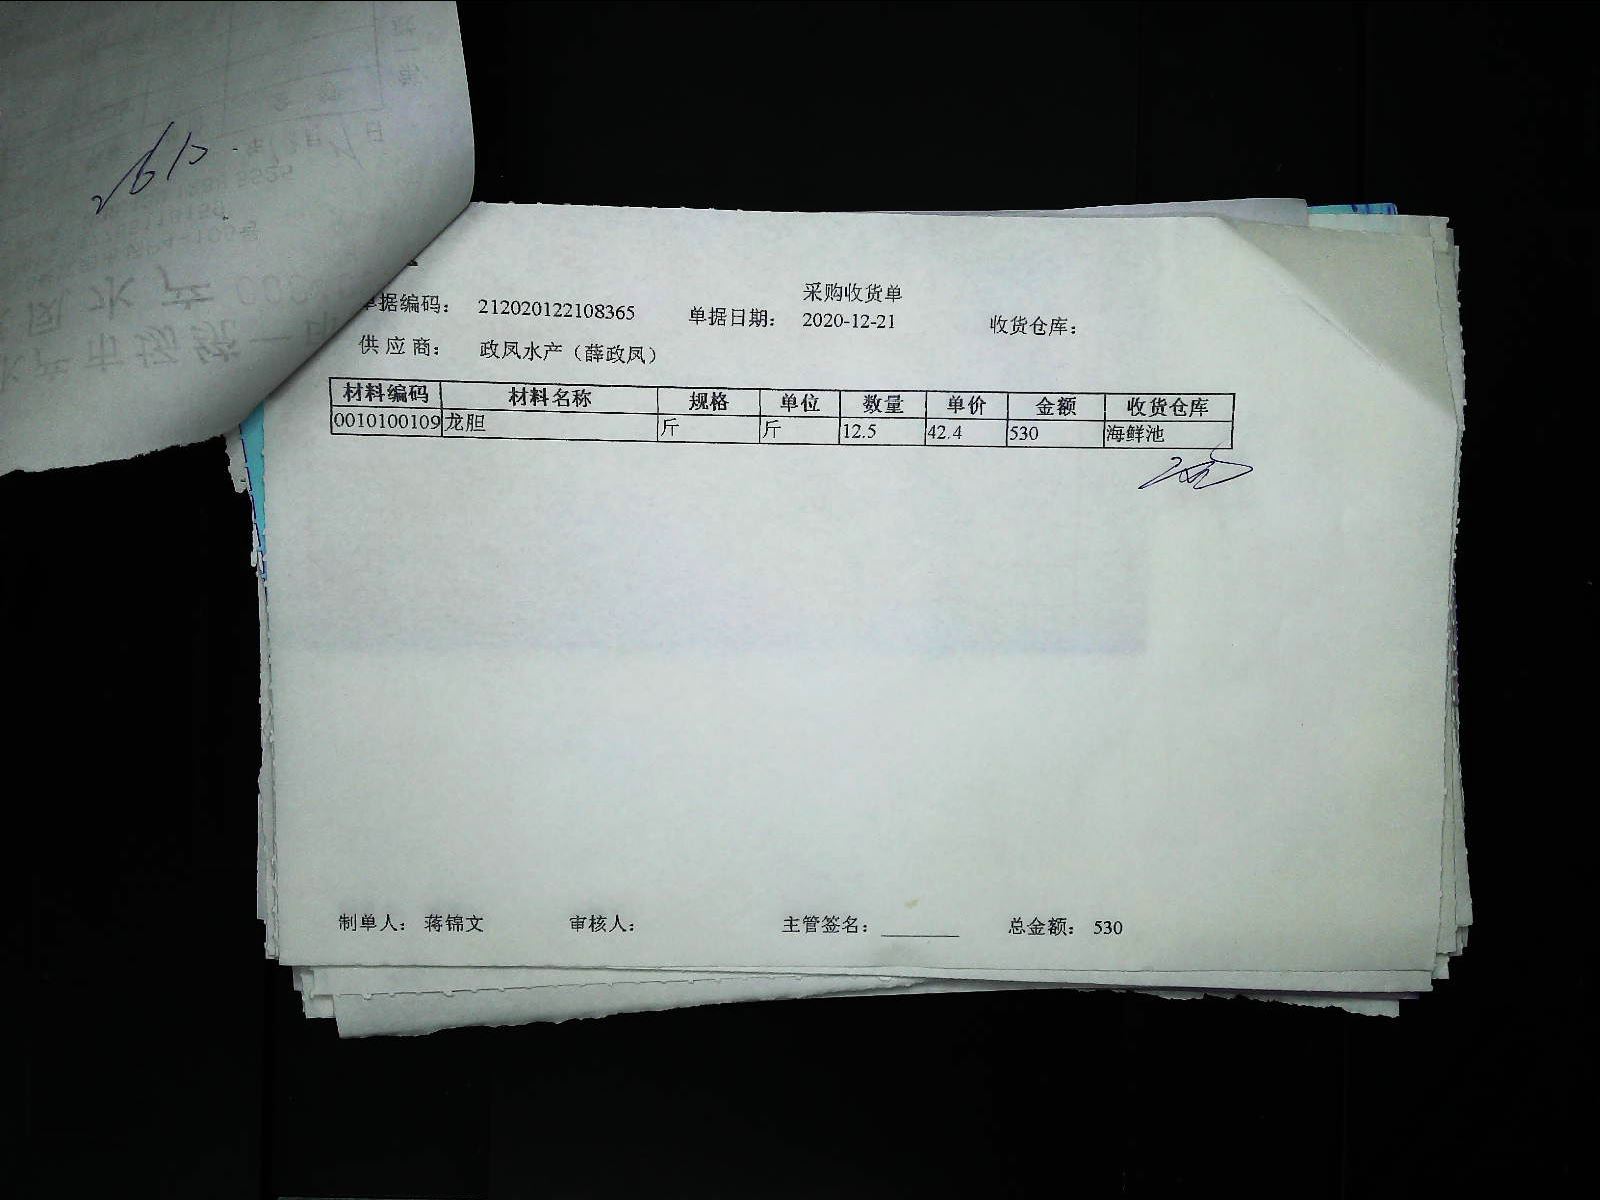 采购收货单
单据编码： 212020122108365 单据日期： 2020-12-21 收货仓库：
供 应 商： 政凤水产（薛政凤）
材料编码 材料名称 规格 单位 数量 单价 金额 收货仓库
0010100109 龙胆 斤 斤 12.5 42.4 530 海鲜池
制单人： 蒋锦文 审核人： 主管签名： 总金额： 530